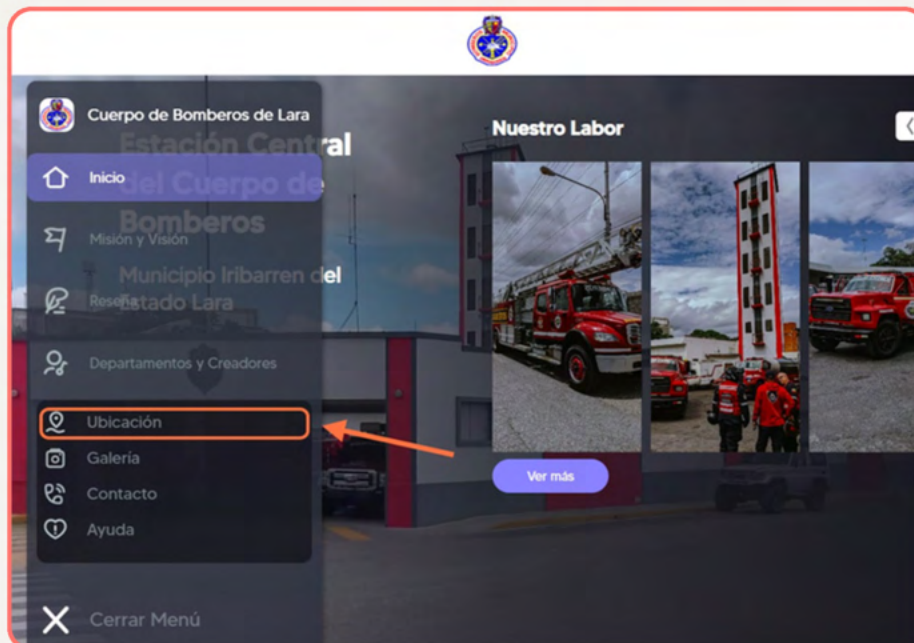 Cuerpo de Bomberos de Lara
Inicio
Misión y Visión
Reseña
Departamentos y Creadores
Ubicación
Galería
Contacto
Ayuda
Cerrar Menú
Estación Central
del Cuerpo de
Bomberos
Municipio Iribarren del
Estado Lara
Nuestro Labor
Ver más